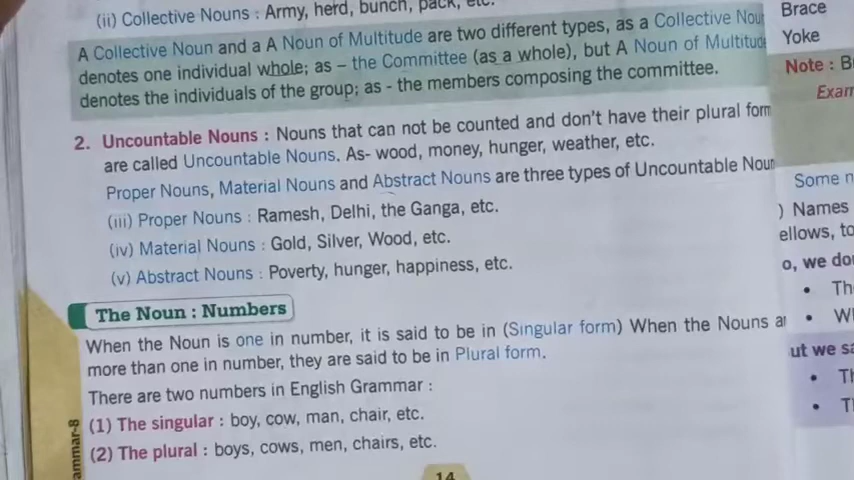 (ii) Collective Nouns : Army, herd, bunch, pack, etc.
A Collective Noun and a A Noun of Multitude are two different types, as a Collective Nou
denotes one individual whole; as – the Committee (as a whole), but A Noun of Multitude
denotes the individuals of the group; as - the members composing the committee.
2. Uncountable Nouns : Nouns that can not be counted and don't have their plural form
are called Uncountable Nouns. As- wood, money, hunger, weather, etc.
Proper Nouns, Material Nouns and Abstract Nouns are three types of Uncountable Noun
(iii) Proper Nouns : Ramesh, Delhi, the Ganga, etc.
(iv) Material Nouns : Gold, Silver, Wood, etc.
(v) Abstract Nouns : Poverty, hunger, happiness, etc.
The Noun : Numbers
When the Noun is one in number, it is said to be in (Singular form) When the Nouns ar
more than one in number, they are said to be in Plural form.
There are two numbers in English Grammar :
(1) The singular : boy, cow, man, chair, etc.
(2) The plural : boys, cows, men, chairs, etc.
14
ammar-8
Brace
Yoke
Note : B
Exam
Some n
) Names
ellows, to
o, we do
• Th
• W
ut we sa
• Th
• T